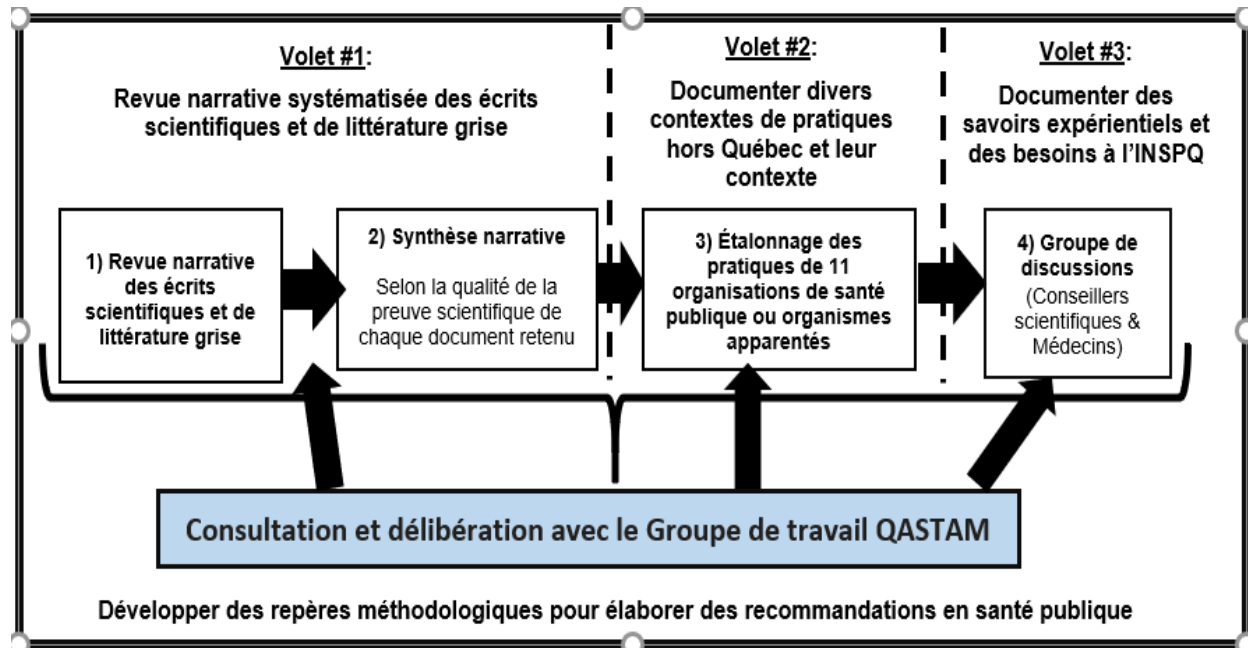 Volet #1:
Revue narrative systématisée des écrits
scientifiques et de littérature grise
Volet #2:
Documenter divers
contextes de pratiques
hors Québec et leur
contexte
Volet #3:
Documenter des
savoirs expérientiels et
des besoins à l'INSPQ
1) Revue narrative
des écrits
scientifiques et de
littérature grise
2) Synthèse narrative
Selon la qualité de la
preuve scientifique de
chaque document retenu
3) Étalonnage des
pratiques de 11
organisations de santé
publique ou organismes
apparentés
4) Groupe de
discussions
(Conseillers
scientifiques &
Médecins)
Consultation et délibération avec le Groupe de travail QASTAM
Développer des repères méthodologiques pour élaborer des recommandations en santé publique